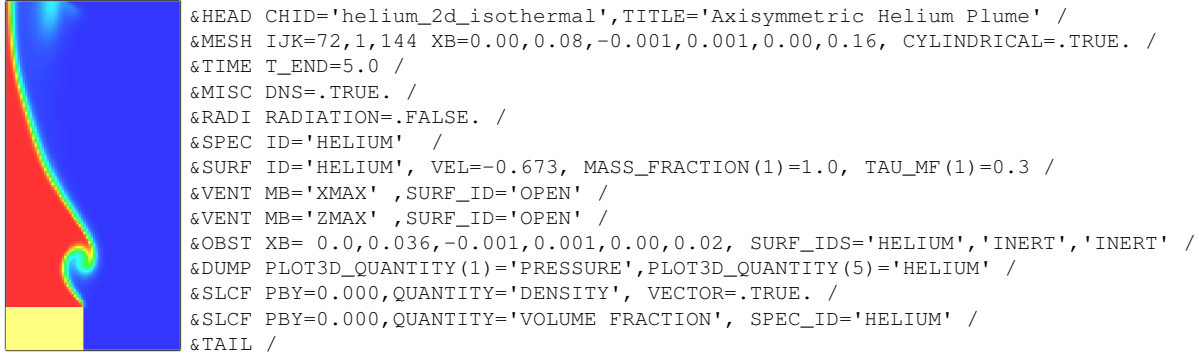 &HEAD CHID='helium_2d_isothermal',TITLE='Axisymmetric Helium Plume' /
&MESH IJK=72,1,144 XB=0.00,0.08,-0.001,0.001,0.00,0.16, CYLINDRICAL=.TRUE. /
&TIME T_END=5.0 /
&MISC DNS=.TRUE. /
&RADI RADIATION=.FALSE. /
&SPEC ID='HELIUM'  /
&SURF ID='HELIUM', VEL=-0.673, MASS_FRACTION(1)=1.0, TAU_MF(1)=0.3 /
&VENT MB='XMAX' ,SURF_ID='OPEN' /
&VENT MB='ZMAX' ,SURF_ID='OPEN' /
&OBST XB= 0.0,0.036,-0.001,0.001,0.00,0.02, SURF_IDS='HELIUM','INERT','INERT' /
&DUMP PLOT3D_QUANTITY(1)='PRESSURE',PLOT3D_QUANTITY(5)='HELIUM' /
&SLCF PBY=0.000,QUANTITY='DENSITY', VECTOR=.TRUE. /
&SLCF PBY=0.000,QUANTITY='VOLUME FRACTION', SPEC_ID='HELIUM' /
&TAIL /